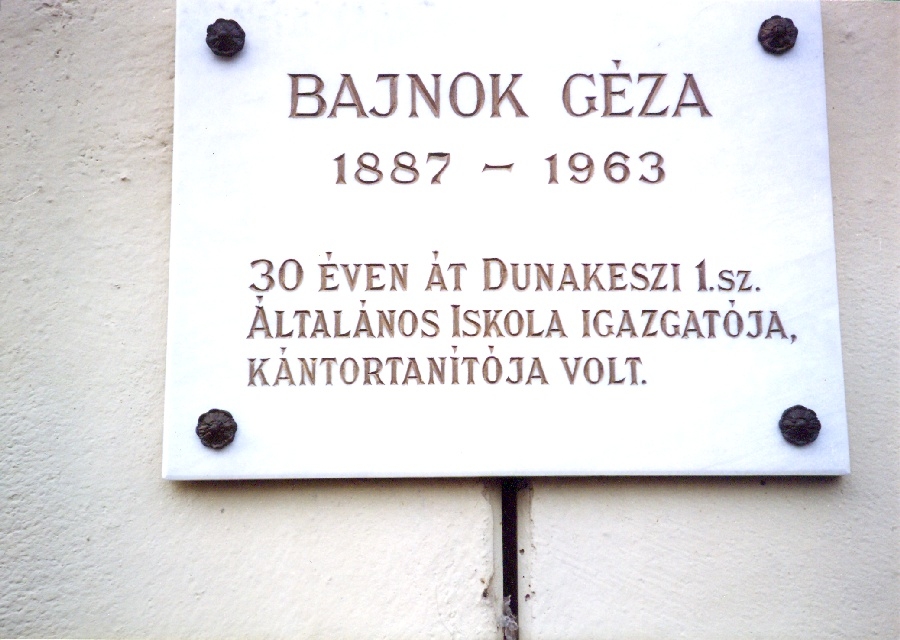 BAJNOK GÉZA
1887 – 1963
30 ÉVEN ÁT DUNAKESZI 1.SZ.
ÁLTALÁNOS ISKOLA IGAZGATÓJA,
KÁNTORTANÍTÓJA VOLT.